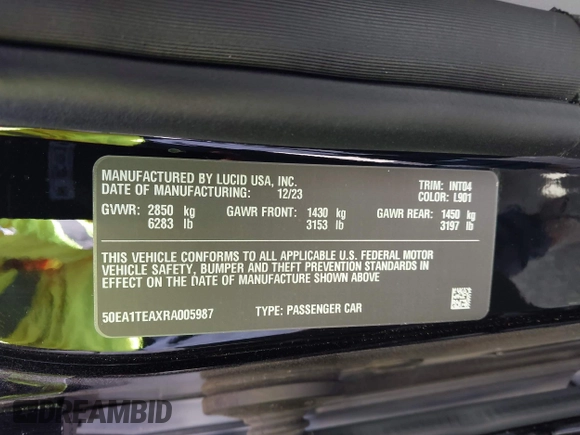 MANUFACTURED BY LUCID USA, INC.
DATE OF MANUFACTURING: 12/23
TRIM: INT04
COLOR: L901
GVWR: 2850 kg GAWR FRONT: 1430 kg GAWR REAR: 1450 kg
6283 lb 3153 lb 3197 lb
THIS VEHICLE CONFORMS TO ALL APPLICABLE U.S. FEDERAL MOTOR
VEHICLE SAFETY, BUMPER AND THEFT PREVENTION STANDARDS IN
EFFECT ON THE DATE OF MANUFACTURE SHOWN ABOVE
50EA1TEAXRA005987 TYPE: PASSENGER CAR
DREAMBID